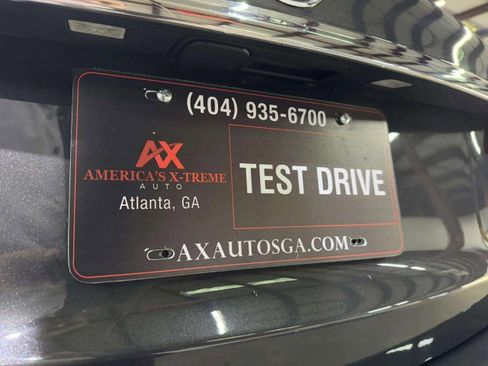 (404) 935-6700
AX
AMERICA'S X-TREME
AUTO
Atlanta, GA
TEST DRIVE
AXAUTOSGA.COM